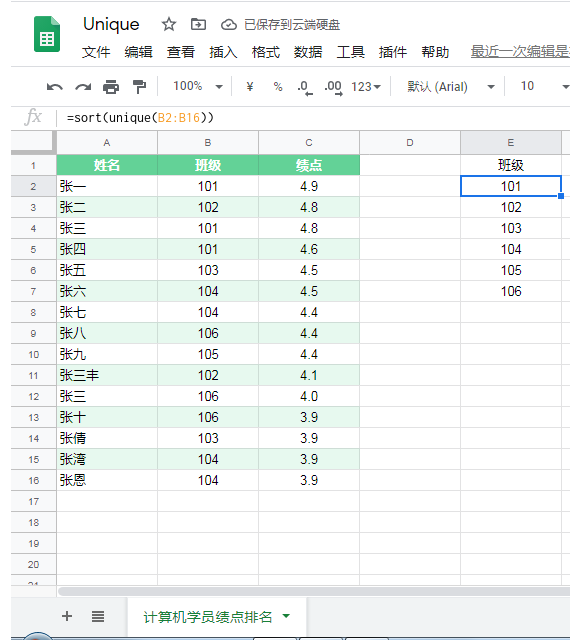 Unique 已保存到云端硬盘
文件 编辑 查看 插入 格式 数据 工具 插件 帮助 最近一次编辑是
100% ¥ % .0 .00 123 默认 (Arial) 10
fx =sort(unique(B2:B16))
A B C D E
1 姓名 班级 绩点 班级
2 张一 101 4.9 101
3 张二 102 4.8 102
4 张三 101 4.8 103
5 张四 101 4.6 104
6 张五 103 4.5 105
7 张六 104 4.5 106
8 张七 104 4.4
9 张八 106 4.4
10 张九 105 4.4
11 张三丰 102 4.1
12 张三 106 4.0
13 张十 106 3.9
14 张倩 103 3.9
15 张湾 104 3.9
16 张恩 104 3.9
17
18
19
20
21
计算机学员绩点排名